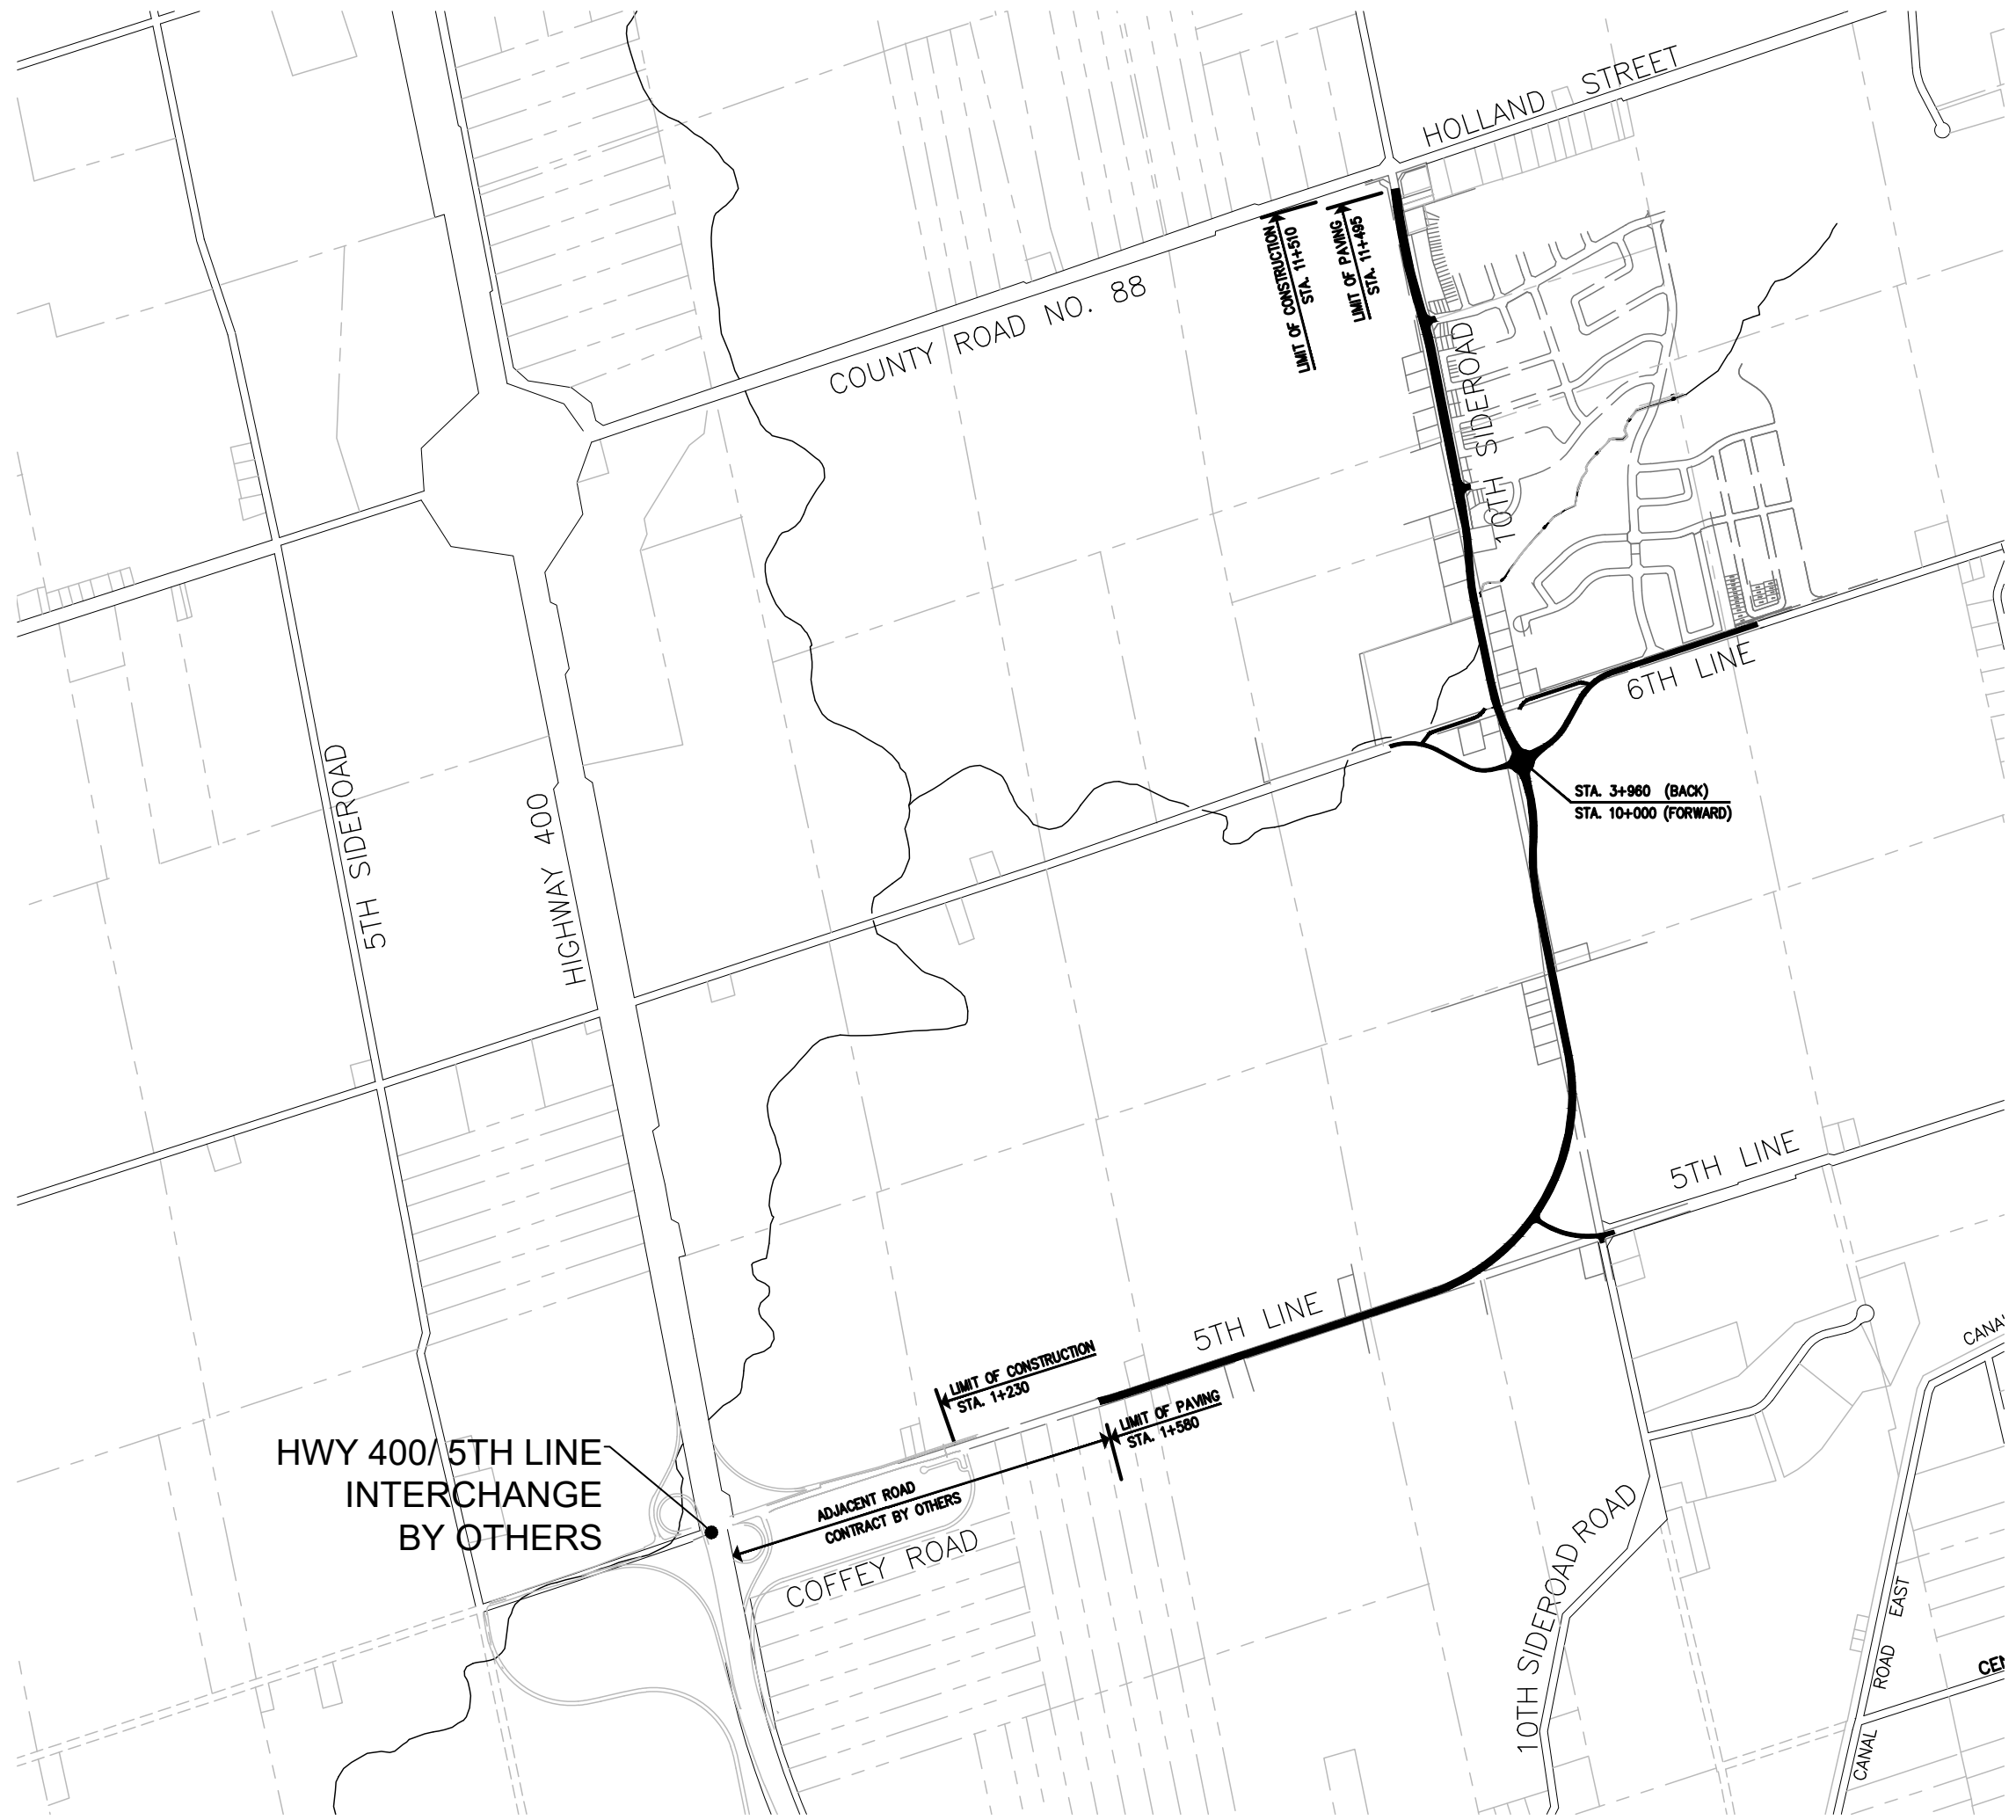 HOLLAND STREET
LIMIT OF CONSTRUCTION
STA. 11+510
LIMIT OF PAVING
STA. 11+495
COUNTY ROAD NO. 88
10TH SIDEROAD
6TH LINE
STA. 3+960 (BACK)
STA. 10+000 (FORWARD)
5TH SIDEROAD
HIGHWAY 400
5TH LINE
5TH LINE
LIMIT OF CONSTRUCTION
STA. 1+230
LIMIT OF PAVING
STA. 1+580
HWY 400/ 5TH LINE
INTERCHANGE
BY OTHERS
ADJACENT ROAD
CONTRACT BY OTHERS
COFFEY ROAD
10TH SIDEROAD ROAD
CANAL ROAD EAST
CANA
CEN